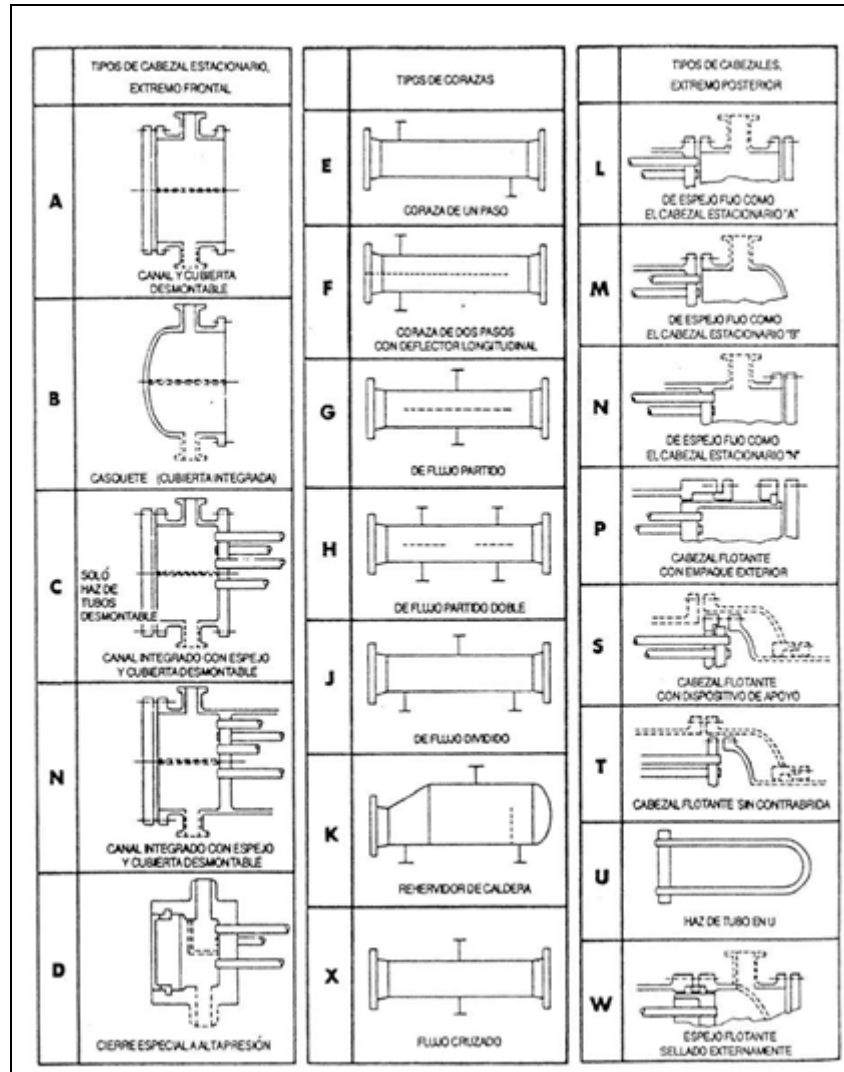 TIPOS DE CABEZAL ESTACIONARIO,
EXTREMO FRONTAL
A
CANAL Y CUBIERTA
DESMONTABLE
B
CASQUETE (CUBIERTA INTEGRADA)
C
SOLÓ
HAZ DE
TUBOS
DESMONTABLE
CANAL INTEGRADO CON ESPEJO
Y CUBIERTA DESMONTABLE
N
CANAL INTEGRADO CON ESPEJO
Y CUBIERTA DESMONTABLE
D
CIERRE ESPECIAL A ALTA PRESIÓN
TIPOS DE CORAZAS
E
CORAZA DE UN PASO
F
CORAZA DE DOS PASOS
CON DEFLECTOR LONGITUDINAL
G
DE FLUJO PARTIDO
H
DE FLUJO PARTIDO DOBLE
J
DE FLUJO DIVIDIDO
K
REHERVIDOR DE CALDERA
X
FLUJO CRUZADO
TIPOS DE CABEZALES,
EXTREMO POSTERIOR
L
DE ESPEJO FIJO COMO
EL CABEZAL ESTACIONARIO "A"
M
DE ESPEJO FIJO COMO
EL CABEZAL ESTACIONARIO "B"
N
DE ESPEJO FIJO COMO
EL CABEZAL ESTACIONARIO "N"
P
CABEZAL FLOTANTE
CON EMPAQUE EXTERIOR
S
CABEZAL FLOTANTE
CON DISPOSITIVO DE APOYO
T
CABEZAL FLOTANTE SIN CONTRABRIDA
U
HAZ DE TUBO EN U
W
ESPEJO FLOTANTE
SELLADO EXTERNAMENTE